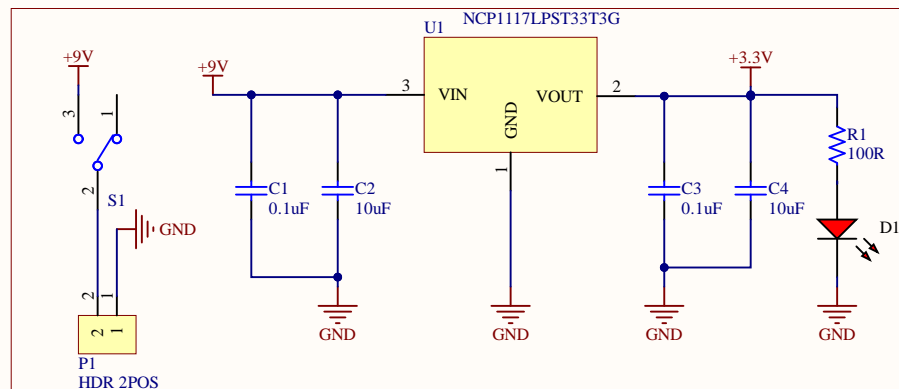 NCP1117LPST33T3G
U1
+9V
+9V
+3.3V
3
VIN
VOUT
2
GND
1
3
1
2
S1
GND
C1
0.1uF
C2
10uF
C3
0.1uF
C4
10uF
R1
100R
D1
2
1
2
1
P1
HDR 2POS
GND
GND
GND
GND